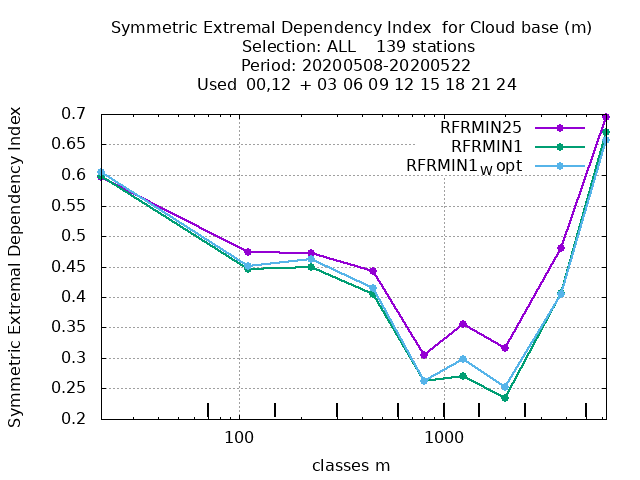 Symmetric Extremal Dependency Index  for Cloud base (m)
Selection: ALL    139 stations
Period: 20200508-20200522
Used  00,12  + 03 06 09 12 15 18 21 24
Symmetric Extremal Dependency Index
0.7
0.65
0.6
0.55
0.5
0.45
0.4
0.35
0.3
0.25
0.2
RFRMIN25
RFRMIN1
RFRMIN1W opt
100
1000
classes m